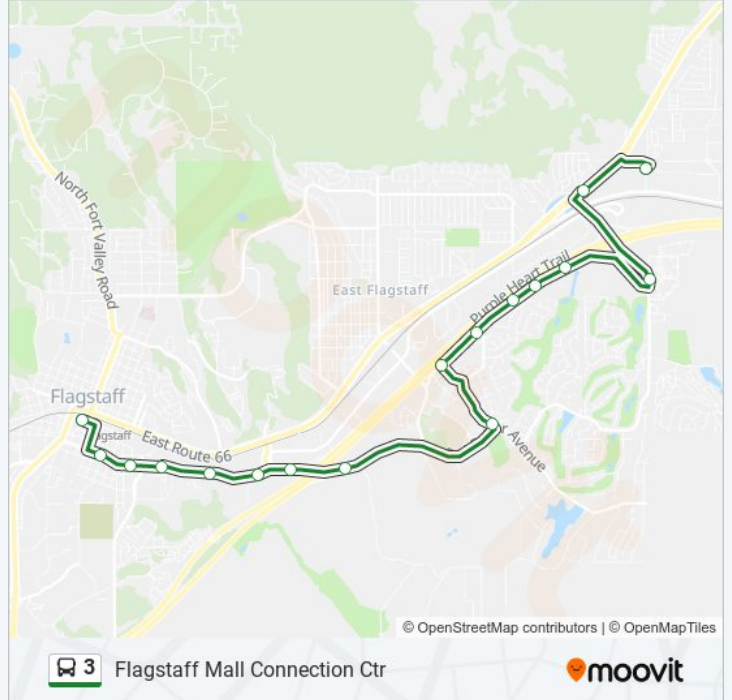 North Fort Valley Road
East Flagstaff
Purple Heart Trail
Flagstaff
East Route 66
Avenue
© OpenStreetMap contributors | © OpenMapTiles
3 Flagstaff Mall Connection Ctr
moovit